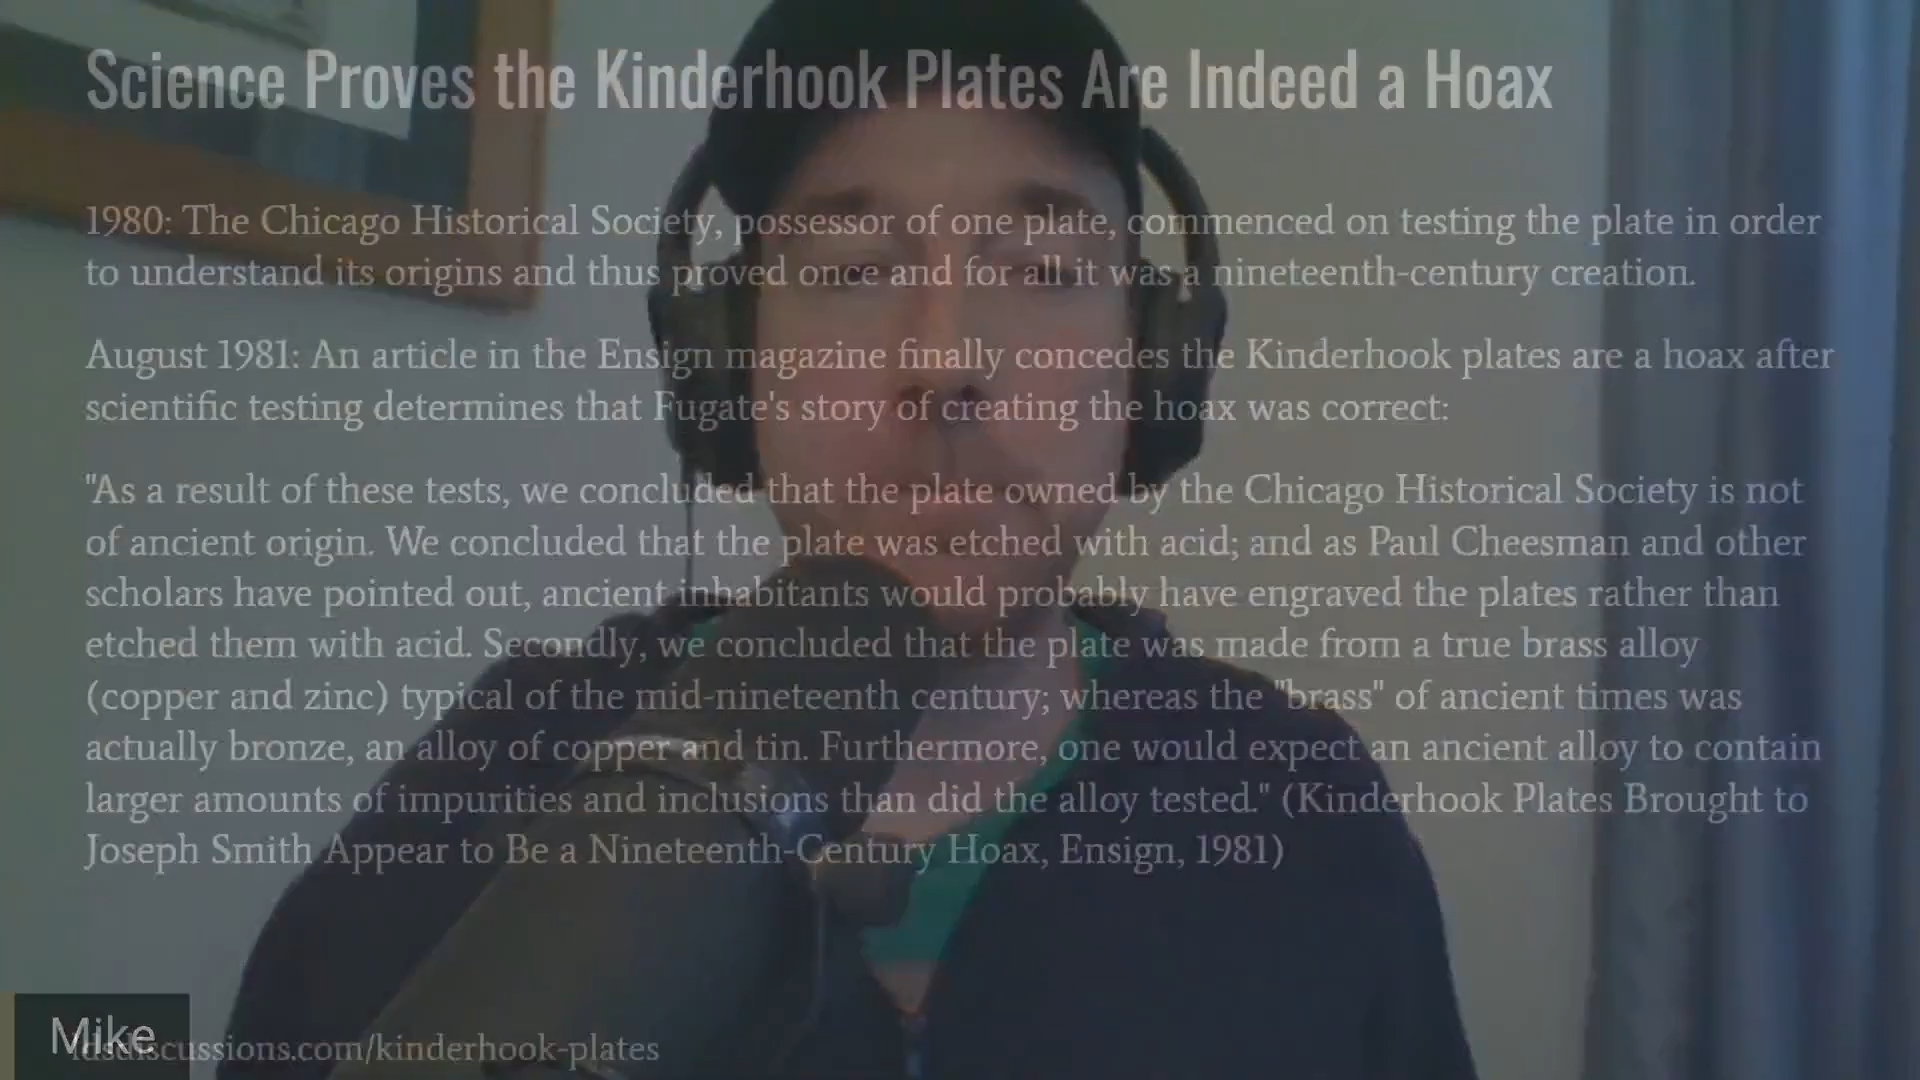 Science Proves the Kinderhook Plates Are Indeed a Hoax
1980: The Chicago Historical Society, possessor of one plate, commenced on testing the plate in order
to understand its origins and thus proved once and for all it was a nineteenth-century creation.
August 1981: An article in the Ensign magazine finally concedes the Kinderhook plates are a hoax after
scientific testing determines that Fugate's story of creating the hoax was correct:
"As a result of these tests, we concluded that the plate owned by the Chicago Historical Society is not
of ancient origin. We concluded that the plate was etched with acid; and as Paul Cheesman and other
scholars have pointed out, ancient inhabitants would probably have engraved the plates rather than
etched them with acid. Secondly, we concluded that the plate was made from a true brass alloy
(copper and zinc) typical of the mid-nineteenth century; whereas the "brass" of ancient times was
actually bronze, an alloy of copper and tin. Furthermore, one would expect an ancient alloy to contain
larger amounts of impurities and inclusions than did the alloy tested." (Kinderhook Plates Brought to
Joseph Smith Appear to Be a Nineteenth-Century Hoax, Ensign, 1981)
Mike
ldsdiscussions.com/kinderhook-plates